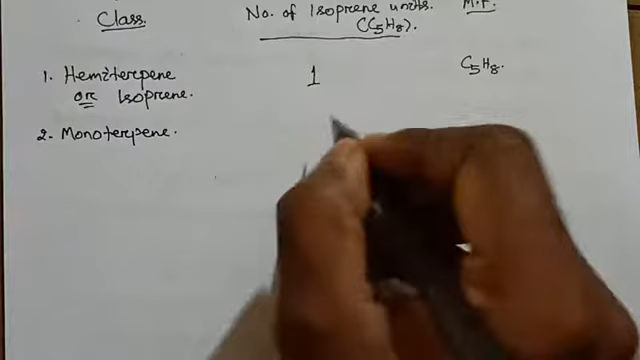 Class. No. of Isoprene units. M.F.
(C5H8).
1. Hemiterpene 1 C5H8.
or Isoprene.
2. Monoterpene.